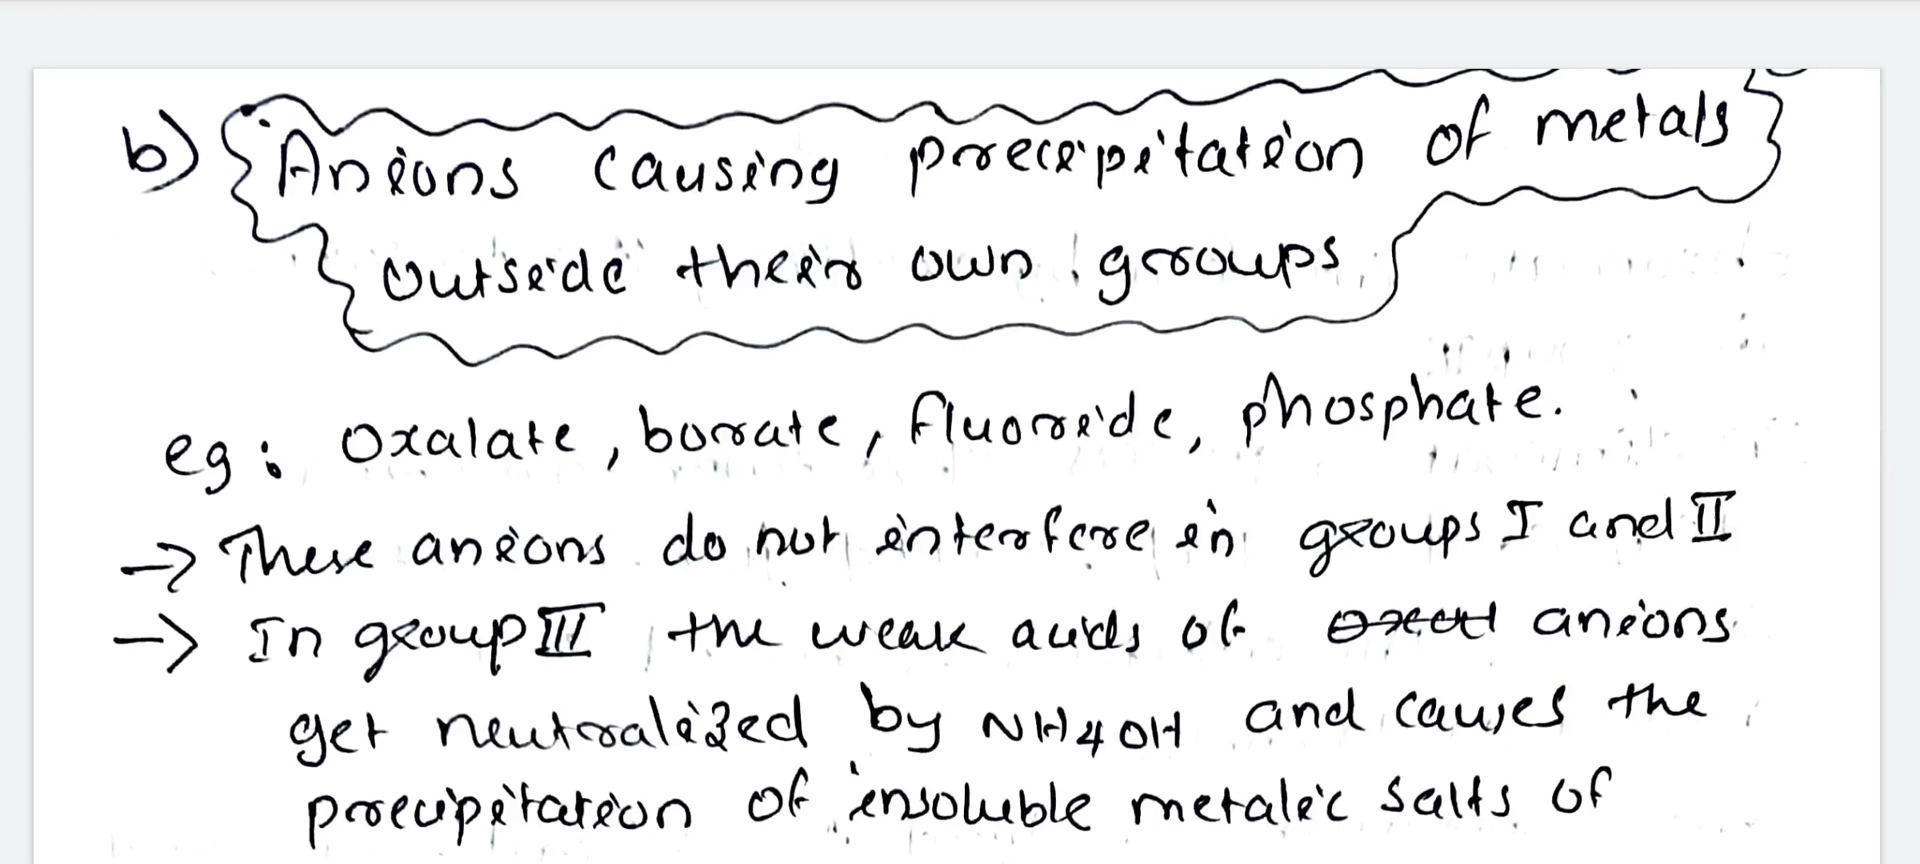 b) Anions causing precipitation of metals
outside their own groups
eg: Oxalate, borate, fluoride, phosphate.
→ These anions do not interfere in groups I and II
→ In group III the weak acids of anions
get neutralized by NH4OH and causes the
precipitation of insoluble metalic salts of